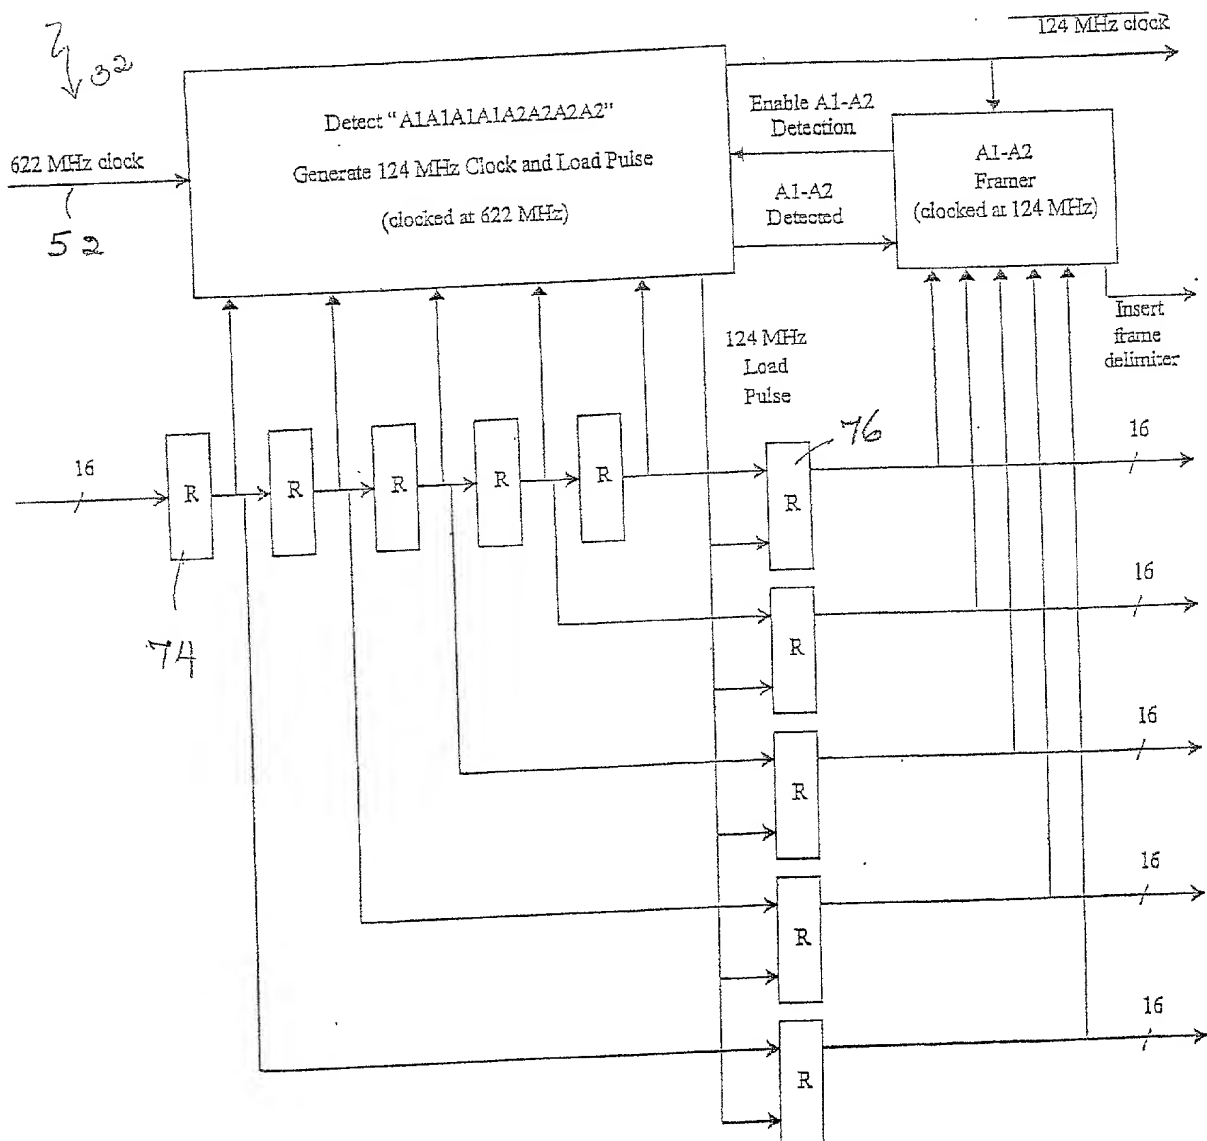 32
124 MHz clock
622 MHz clock
52
Detect "A1A1A1A1A2A2A2A2"
Generate 124 MHz Clock and Load Pulse
(clocked at 622 MHz)
Enable A1-A2
Detection
A1-A2
Detected
A1-A2
Framer
(clocked at 124 MHz)
Insert
frame
delimiter
124 MHz
Load
Pulse
16
R
R
R
R
R
74
76
R
16
R
16
R
16
R
16
R
16